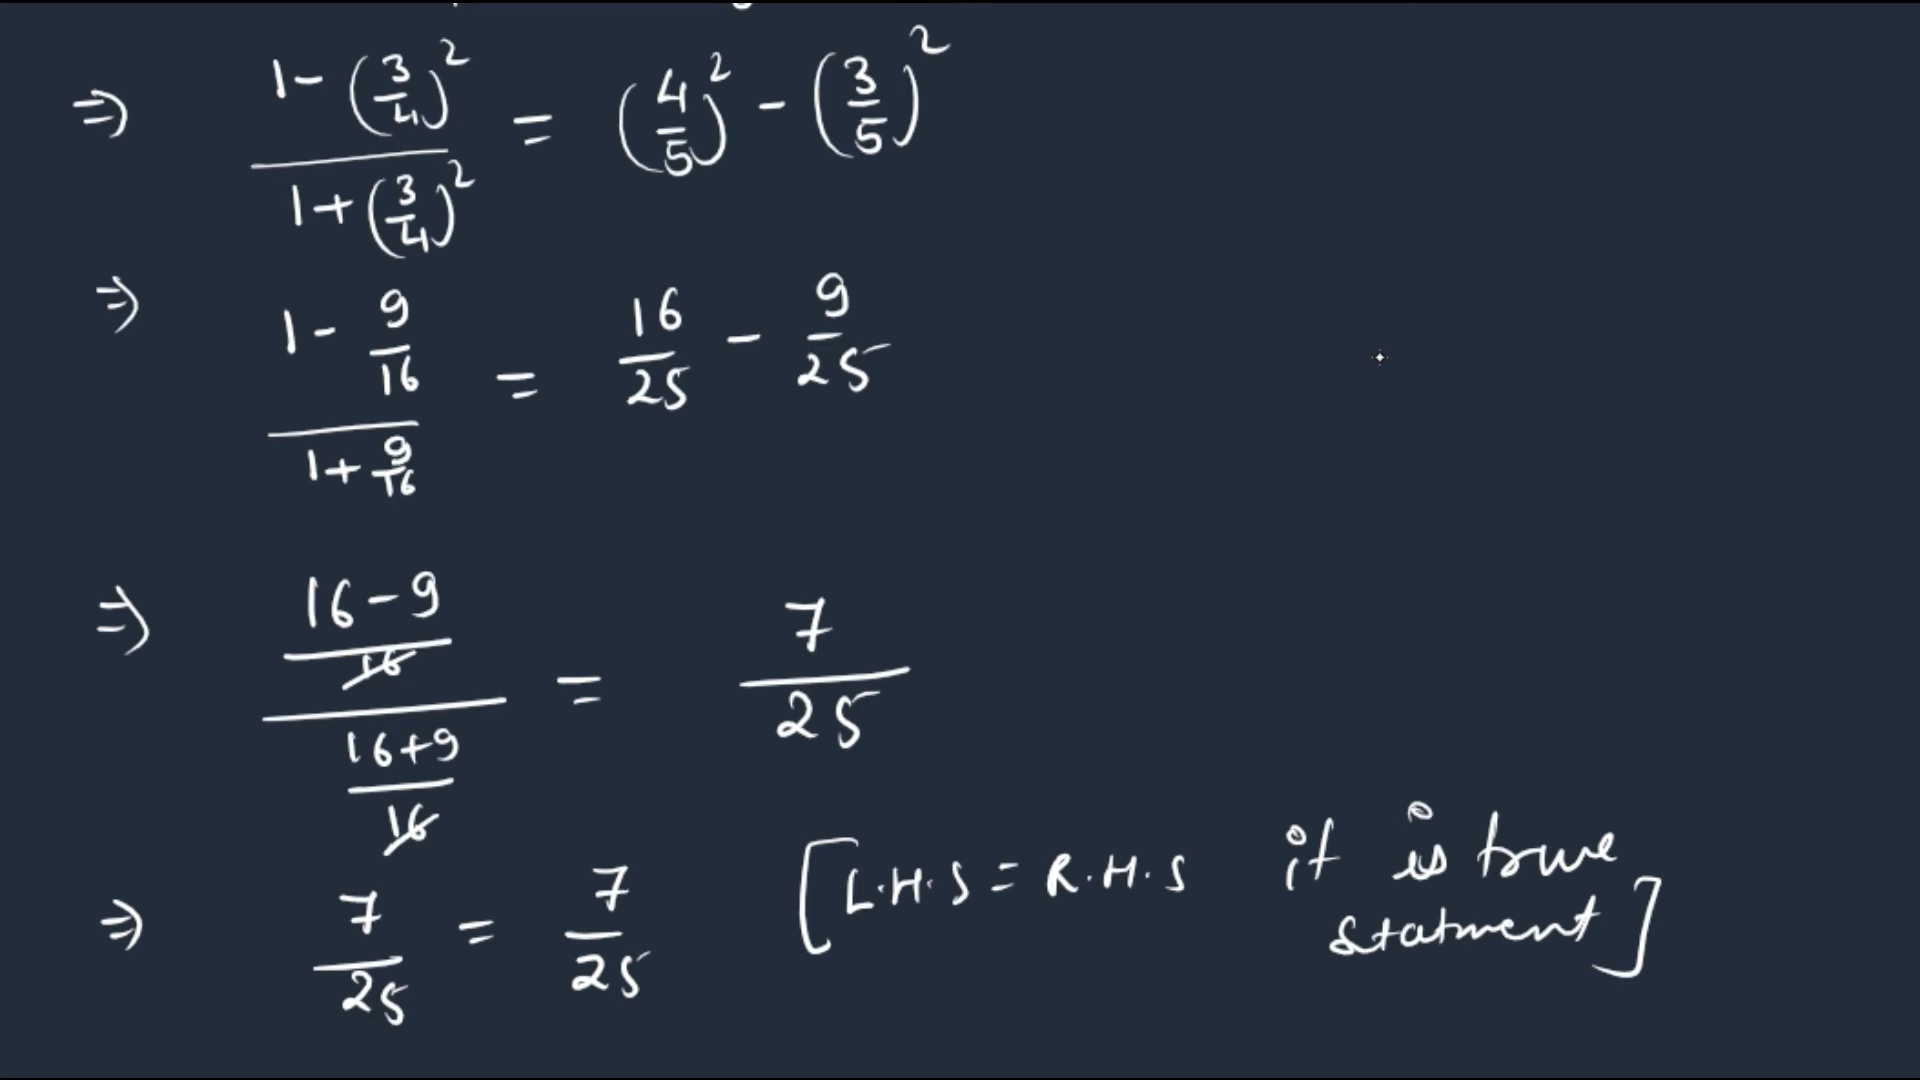 ⇒ (1 - (3/4)^2) / (1 + (3/4)^2) = (4/5)^2 - (3/5)^2
⇒ (1 - 9/16) / (1 + 9/16) = 16/25 - 9/25
⇒ ((16-9)/16) / ((16+9)/16) = 7/25
⇒ 7/25 = 7/25 [L.H.S = R.H.S it is true
statment]